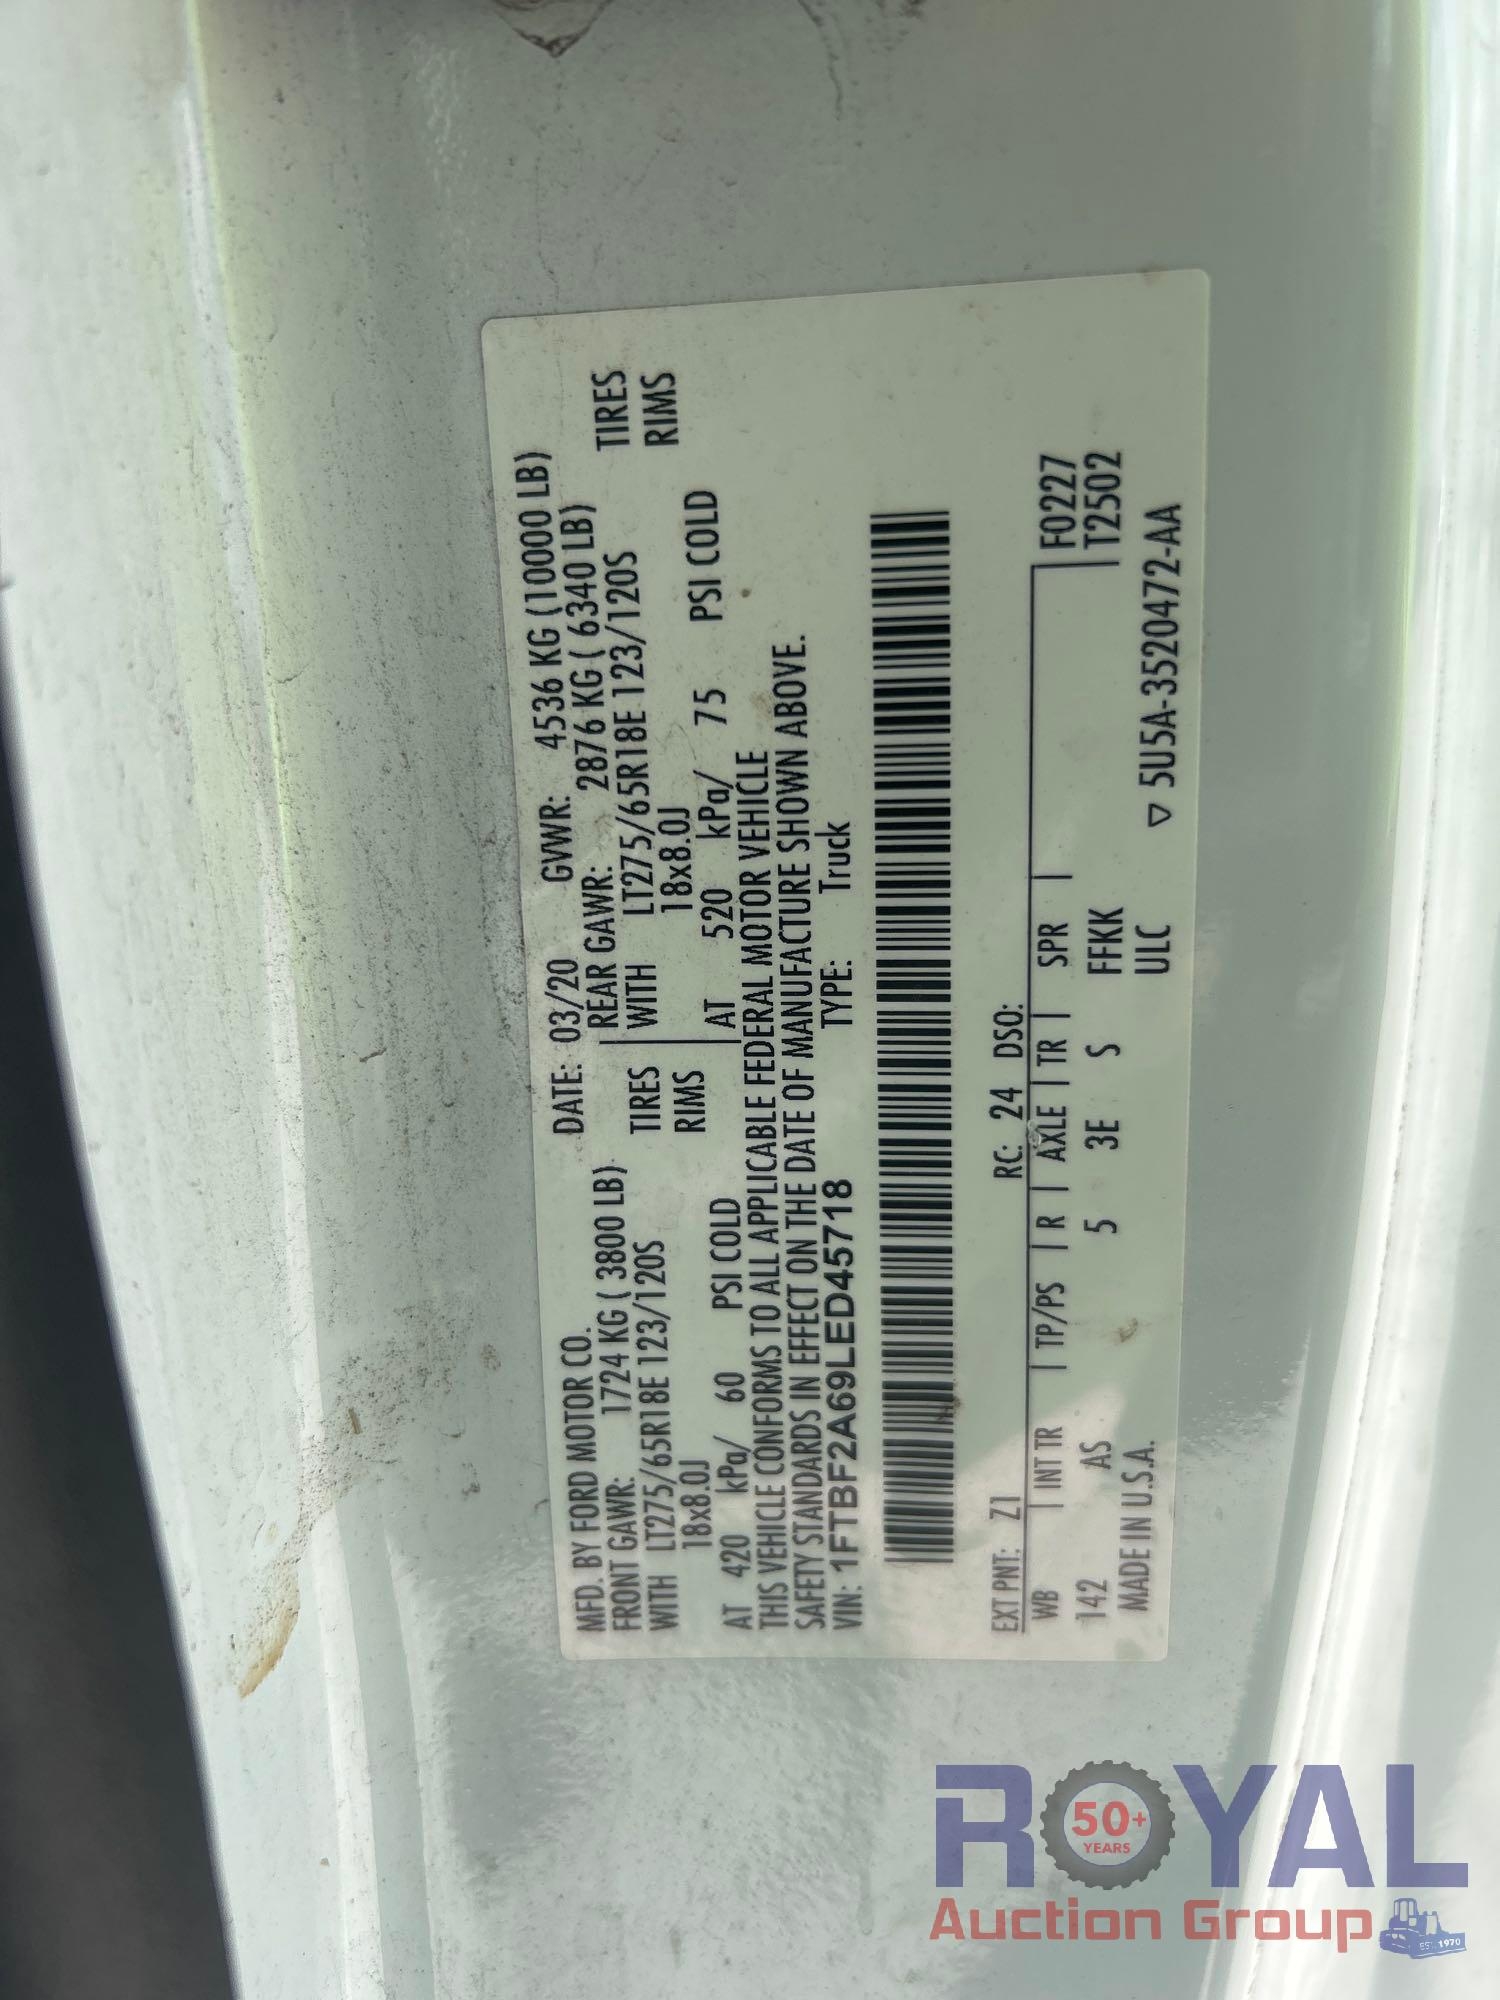 MFD. BY FORD MOTOR CO.
DATE: 03/20 GVWR: 4536 KG (10000 LB)
FRONT GAWR: 1724 KG ( 3800 LB)
REAR GAWR: 2876 KG ( 6340 LB)
WITH LT275/65R18E 123/120S TIRES
WITH LT275/65R18E 123/120S TIRES
18x8.0J RIMS
18x8.0J RIMS
AT 420 kPa/ 60 PSI COLD
AT 520 kPa/ 75 PSI COLD
THIS VEHICLE CONFORMS TO ALL APPLICABLE FEDERAL MOTOR VEHICLE
SAFETY STANDARDS IN EFFECT ON THE DATE OF MANUFACTURE SHOWN ABOVE.
VIN: 1FTBF2A69LED45718 TYPE: Truck
EXT PNT: Z1 RC: 24 DSO:
WB | INT TR | TP/PS | R | AXLE | TR | SPR | F0227
142 AS 5 3E S FFKK T2502
MADE IN U.S.A. ULC ▽ 5U5A-3520472-AA
ROYAL
50+
YEARS
Auction Group
EST. 1970